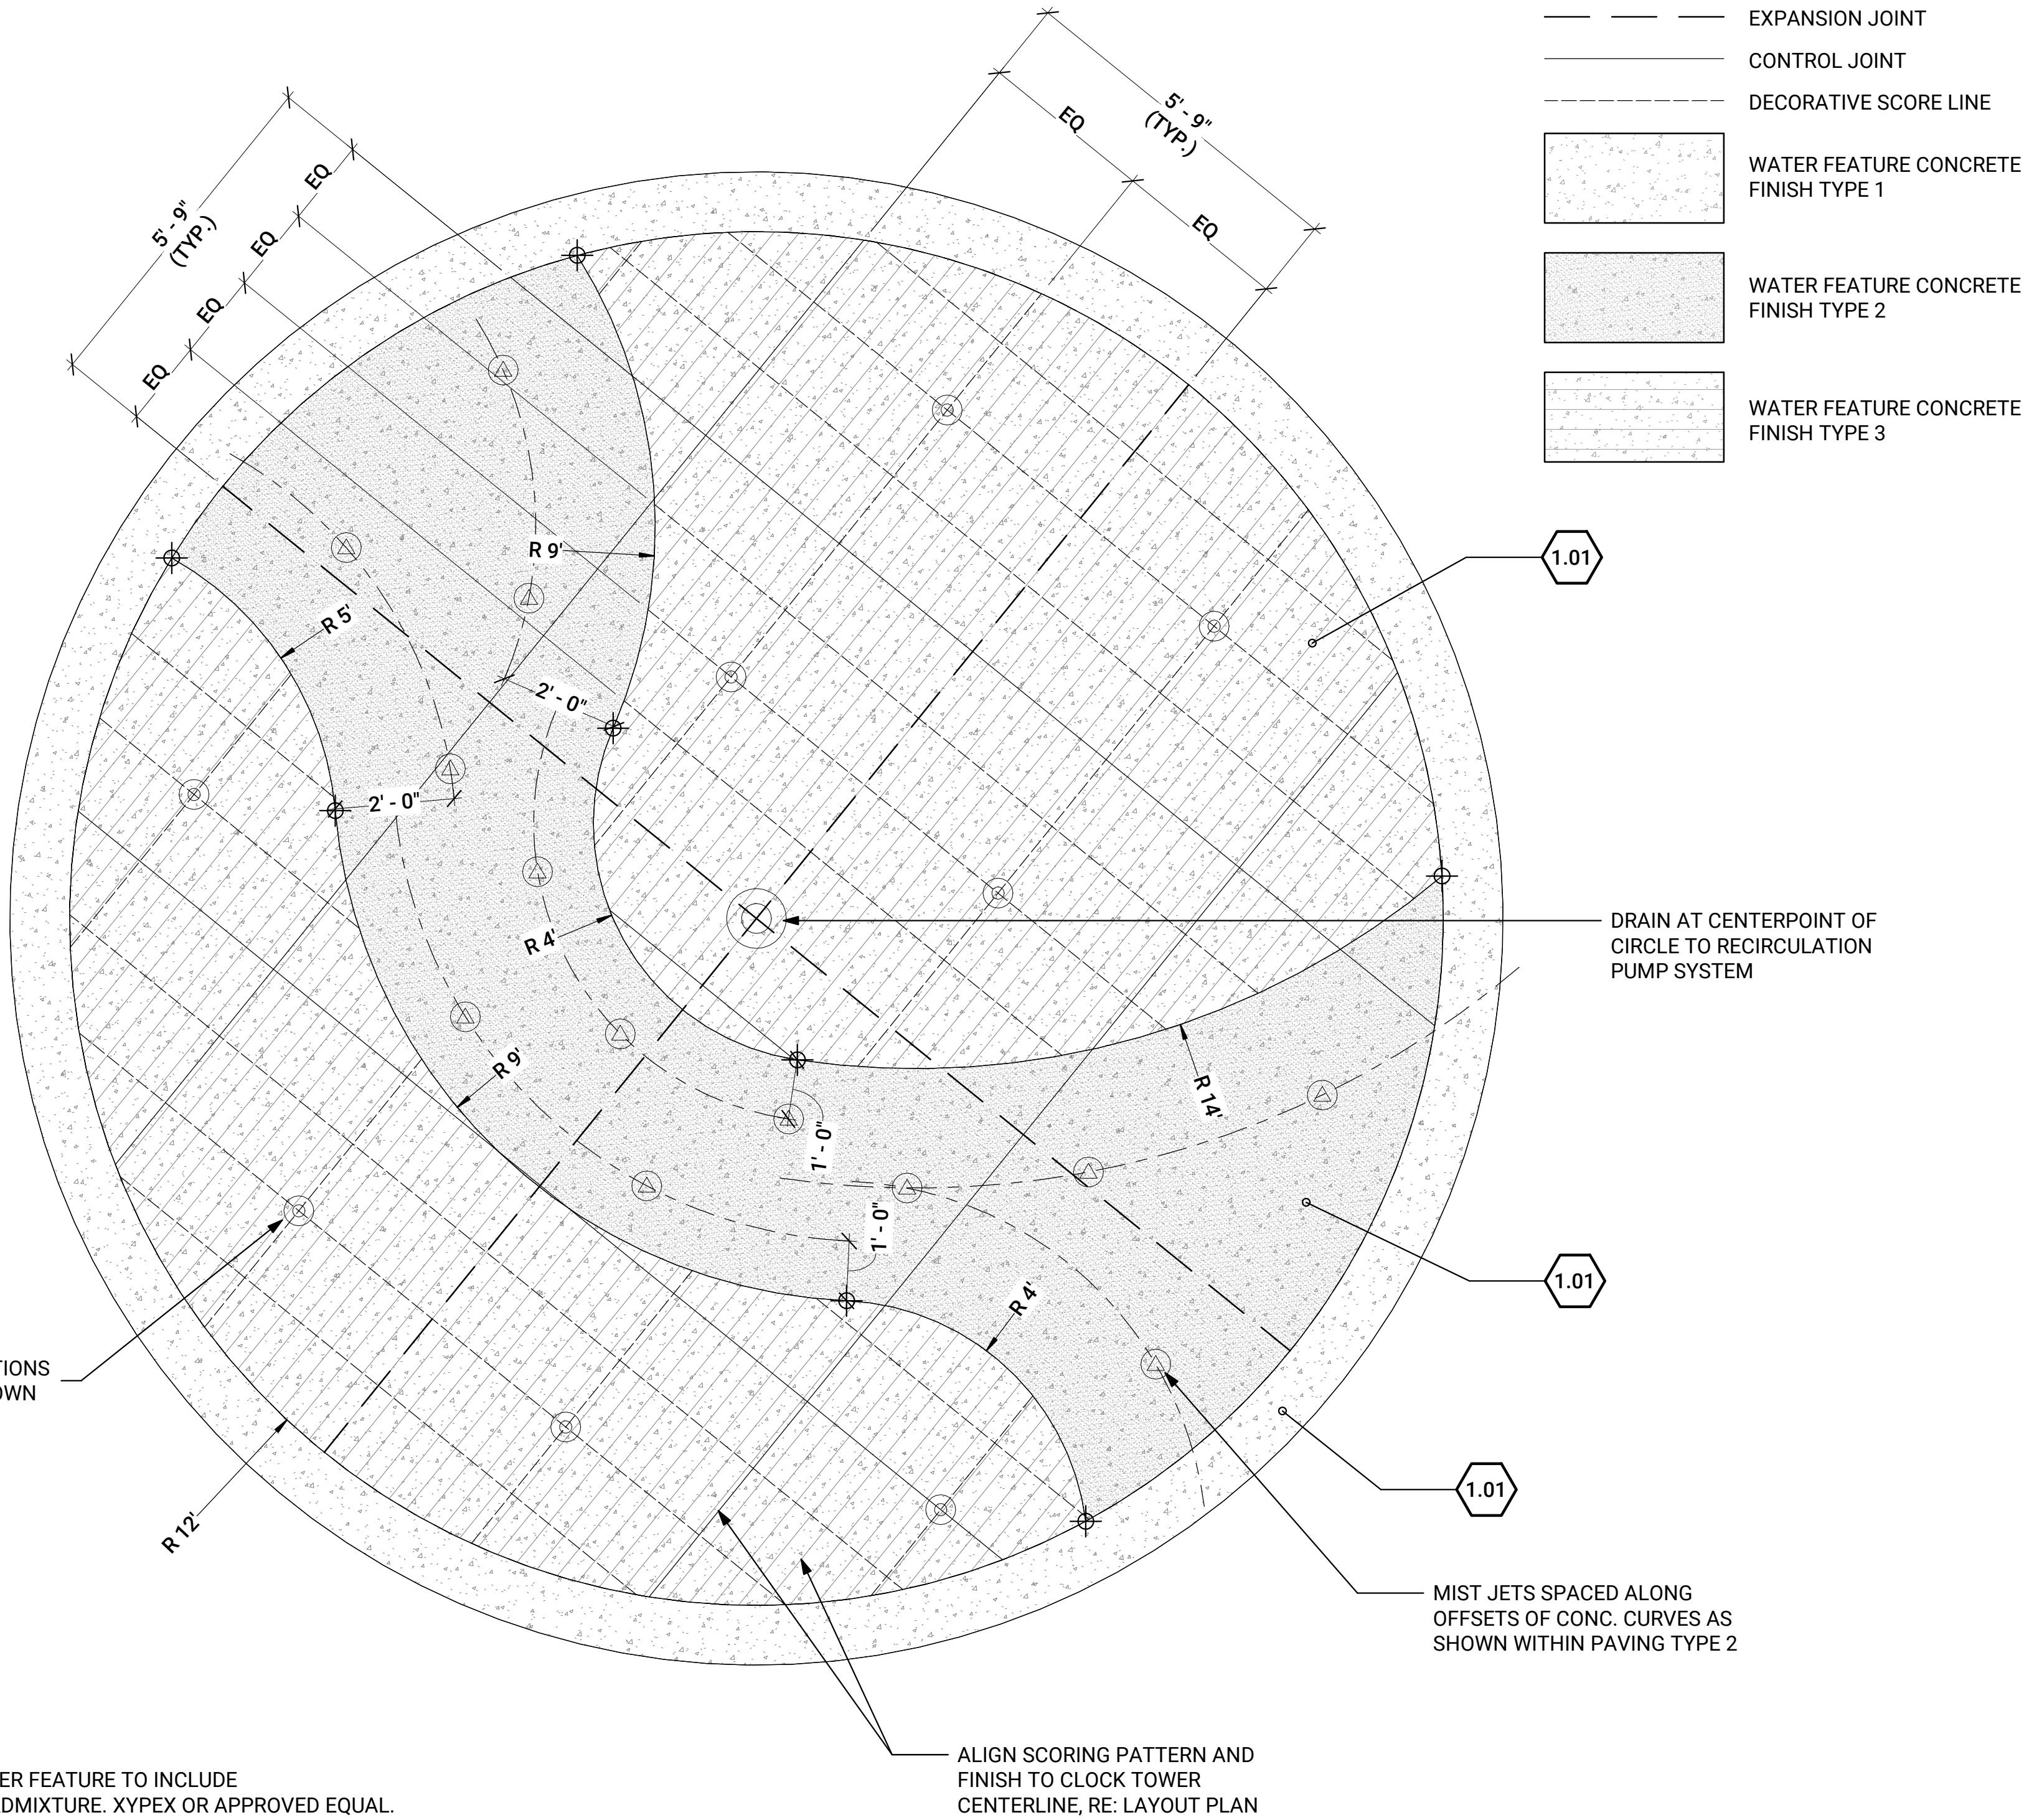 EXPANSION JOINT
CONTROL JOINT
DECORATIVE SCORE LINE
WATER FEATURE CONCRETE
FINISH TYPE 1
WATER FEATURE CONCRETE
FINISH TYPE 2
WATER FEATURE CONCRETE
FINISH TYPE 3
5' - 9"
(TYP.)
EQ
EQ
5' - 9"
(TYP.)
EQ
EQ
EQ
EQ
R 9'
R 5'
2' - 0"
2' - 0"
R 4'
R 9'
1' - 0"
R 14'
1' - 0"
R 4'
R 12'
1.01
DRAIN AT CENTERPOINT OF
CIRCLE TO RECIRCULATION
PUMP SYSTEM
1.01
1.01
MIST JETS SPACED ALONG
OFFSETS OF CONC. CURVES AS
SHOWN WITHIN PAVING TYPE 2
ALIGN SCORING PATTERN AND
FINISH TO CLOCK TOWER
CENTERLINE, RE: LAYOUT PLAN
FEATURE TO INCLUDE
XYPEX OR APPROVED EQUAL.